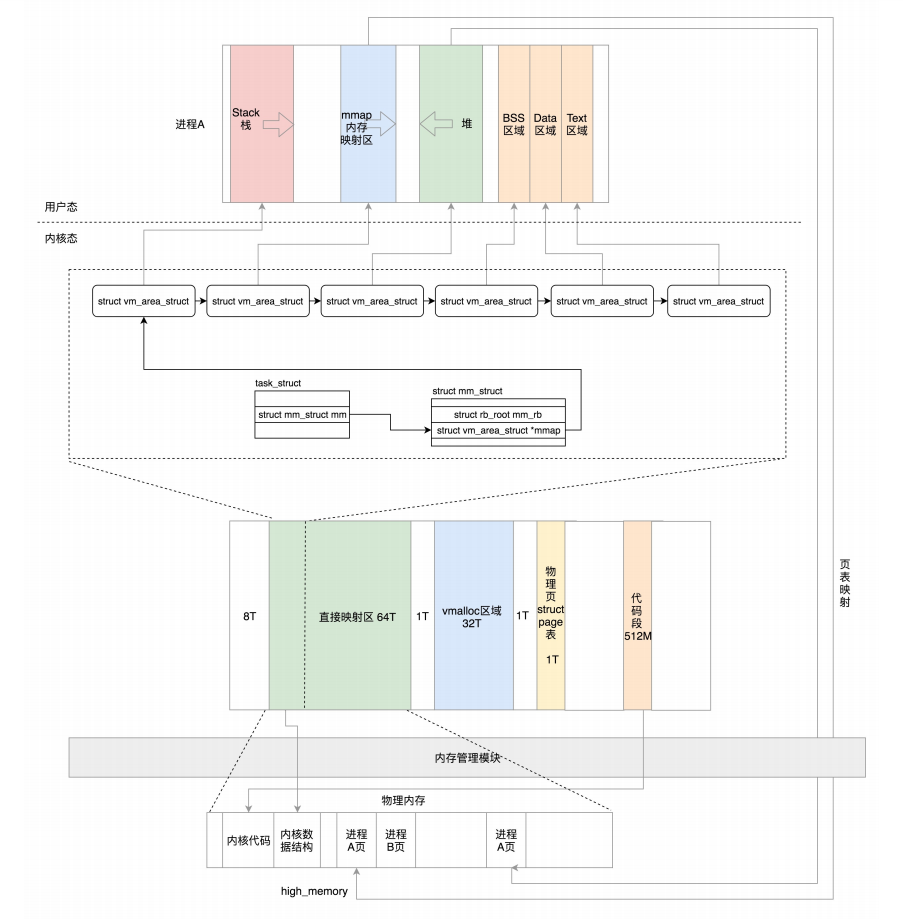 进程A
Stack
栈
mmap
内存
映射区
堆
BSS
区域
Data
区域
Text
区域
用户态
内核态
struct vm_area_struct
struct vm_area_struct
struct vm_area_struct
struct vm_area_struct
struct vm_area_struct
struct vm_area_struct
task_struct
struct mm_struct mm
struct mm_struct
struct rb_root mm_rb
struct vm_area_struct *mmap
8T
直接映射区 64T
1T
vmalloc区域
32T
1T
物
理
页
struct
page
表
1T
代
码
段
512M
页
表
映
射
内存管理模块
物理内存
内核代码
内核数
据结构
进程
A页
进程
B页
进程
A页
high_memory